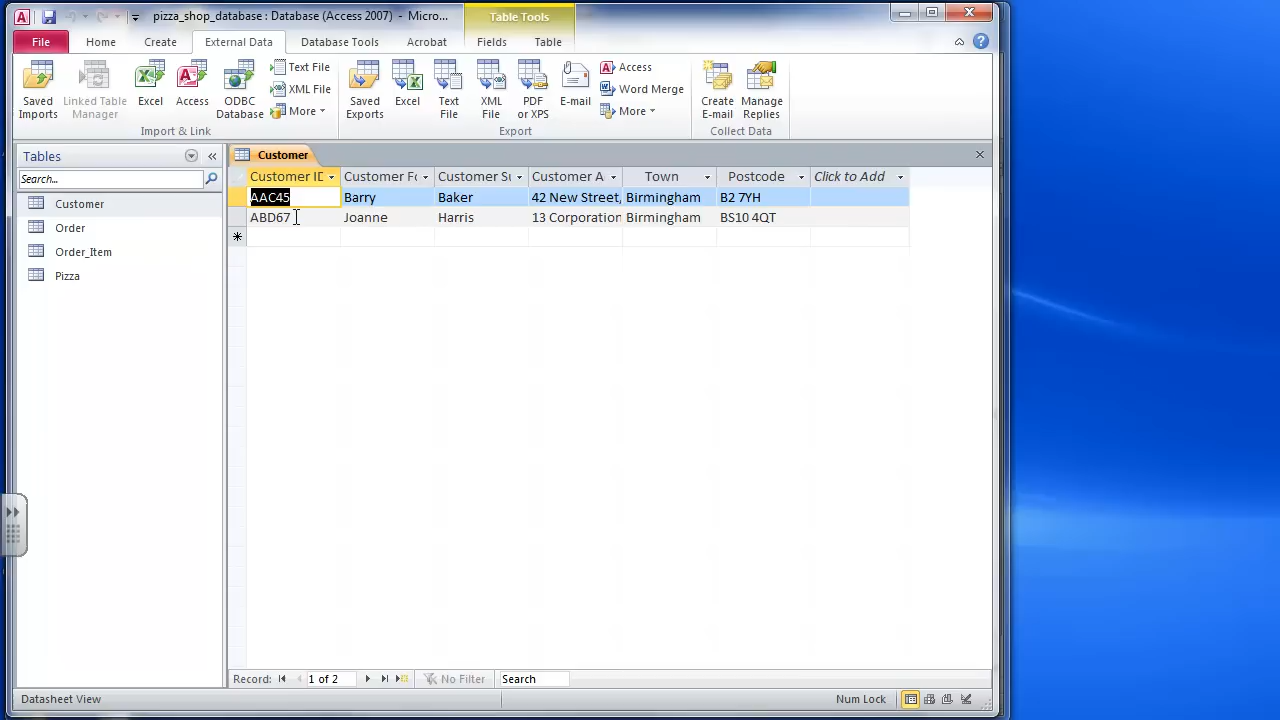 pizza_shop_database : Database (Access 2007) - Micro...
Table Tools
File Home Create External Data Database Tools Acrobat Fields Table
Saved Imports
Linked Table Manager
Excel
Access
ODBC Database
Text File
XML File
More
Import & Link
Saved Exports
Excel
Text File
XML File
PDF or XPS
E-mail
Access
Word Merge
More
Export
Create E-mail
Manage Replies
Collect Data
Tables
Search...
Customer
Order
Order_Item
Pizza
Customer
Customer ID Customer Fo Customer Su Customer A Town Postcode Click to Add
AAC45 Barry Baker 42 New Street, Birmingham B2 7YH
ABD67 Joanne Harris 13 Corporation Birmingham BS10 4QT
Record: 1 of 2 No Filter Search
Datasheet View
Num Lock